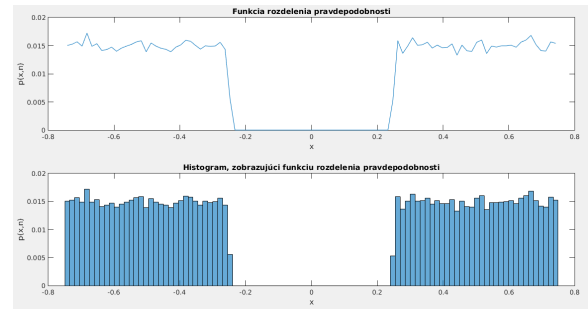 Funkcia rozdelenia pravdepodobnosti
0.02
0.015
0.01
0.005
0
p(x,n)
-0.8 -0.6 -0.4 -0.2 0 0.2 0.4 0.6 0.8
x
Histogram, zobrazujúci funkciu rozdelenia pravdepodobnosti
0.02
0.015
0.01
0.005
0
p(x,n)
-0.8 -0.6 -0.4 -0.2 0 0.2 0.4 0.6 0.8
x